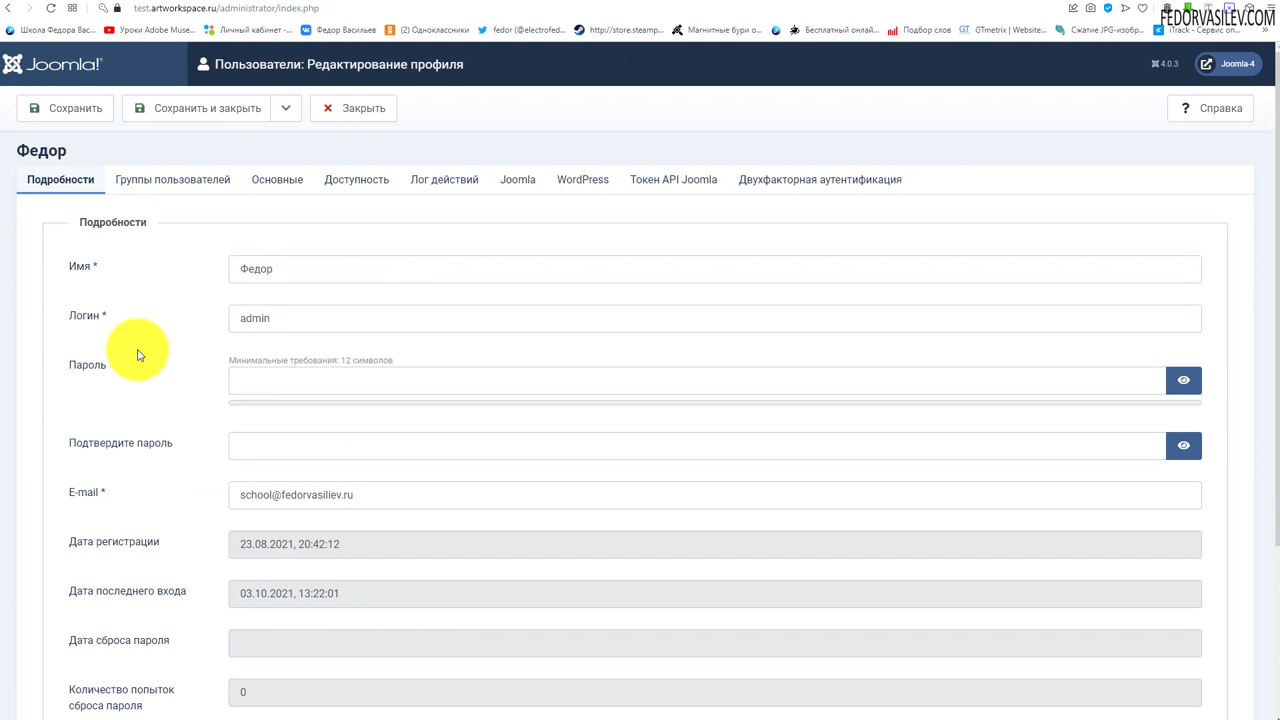 test.artworkspace.ru/administrator/index.php
FEDORVASILEV.COM
Школа Федора Вас...
Уроки Adobe Muse...
Личный кабинет -...
Федор Васильев
(2) Одноклассники
fedor (@electrofed...
http://store.steamp...
Магнитные бури о...
Бесплатный онлай...
Подбор слов
GTmetrix | Website...
Сжатие JPG-изобр...
iTrack - Сервис оп...
Joomla!
Пользователи: Редактирование профиля
4.0.3
Joomla-4
Сохранить
Сохранить и закрыть
Закрыть
? Справка
Федор
Подробности
Группы пользователей
Основные
Доступность
Лог действий
Joomla
WordPress
Токен API Joomla
Двухфакторная аутентификация
Подробности
Имя *
Федор
Логин *
admin
Пароль
Минимальные требования: 12 символов
Подтвердите пароль
E-mail *
school@fedorvasiliev.ru
Дата регистрации
23.08.2021, 20:42:12
Дата последнего входа
03.10.2021, 13:22:01
Дата сброса пароля
Количество попыток
сброса пароля
0